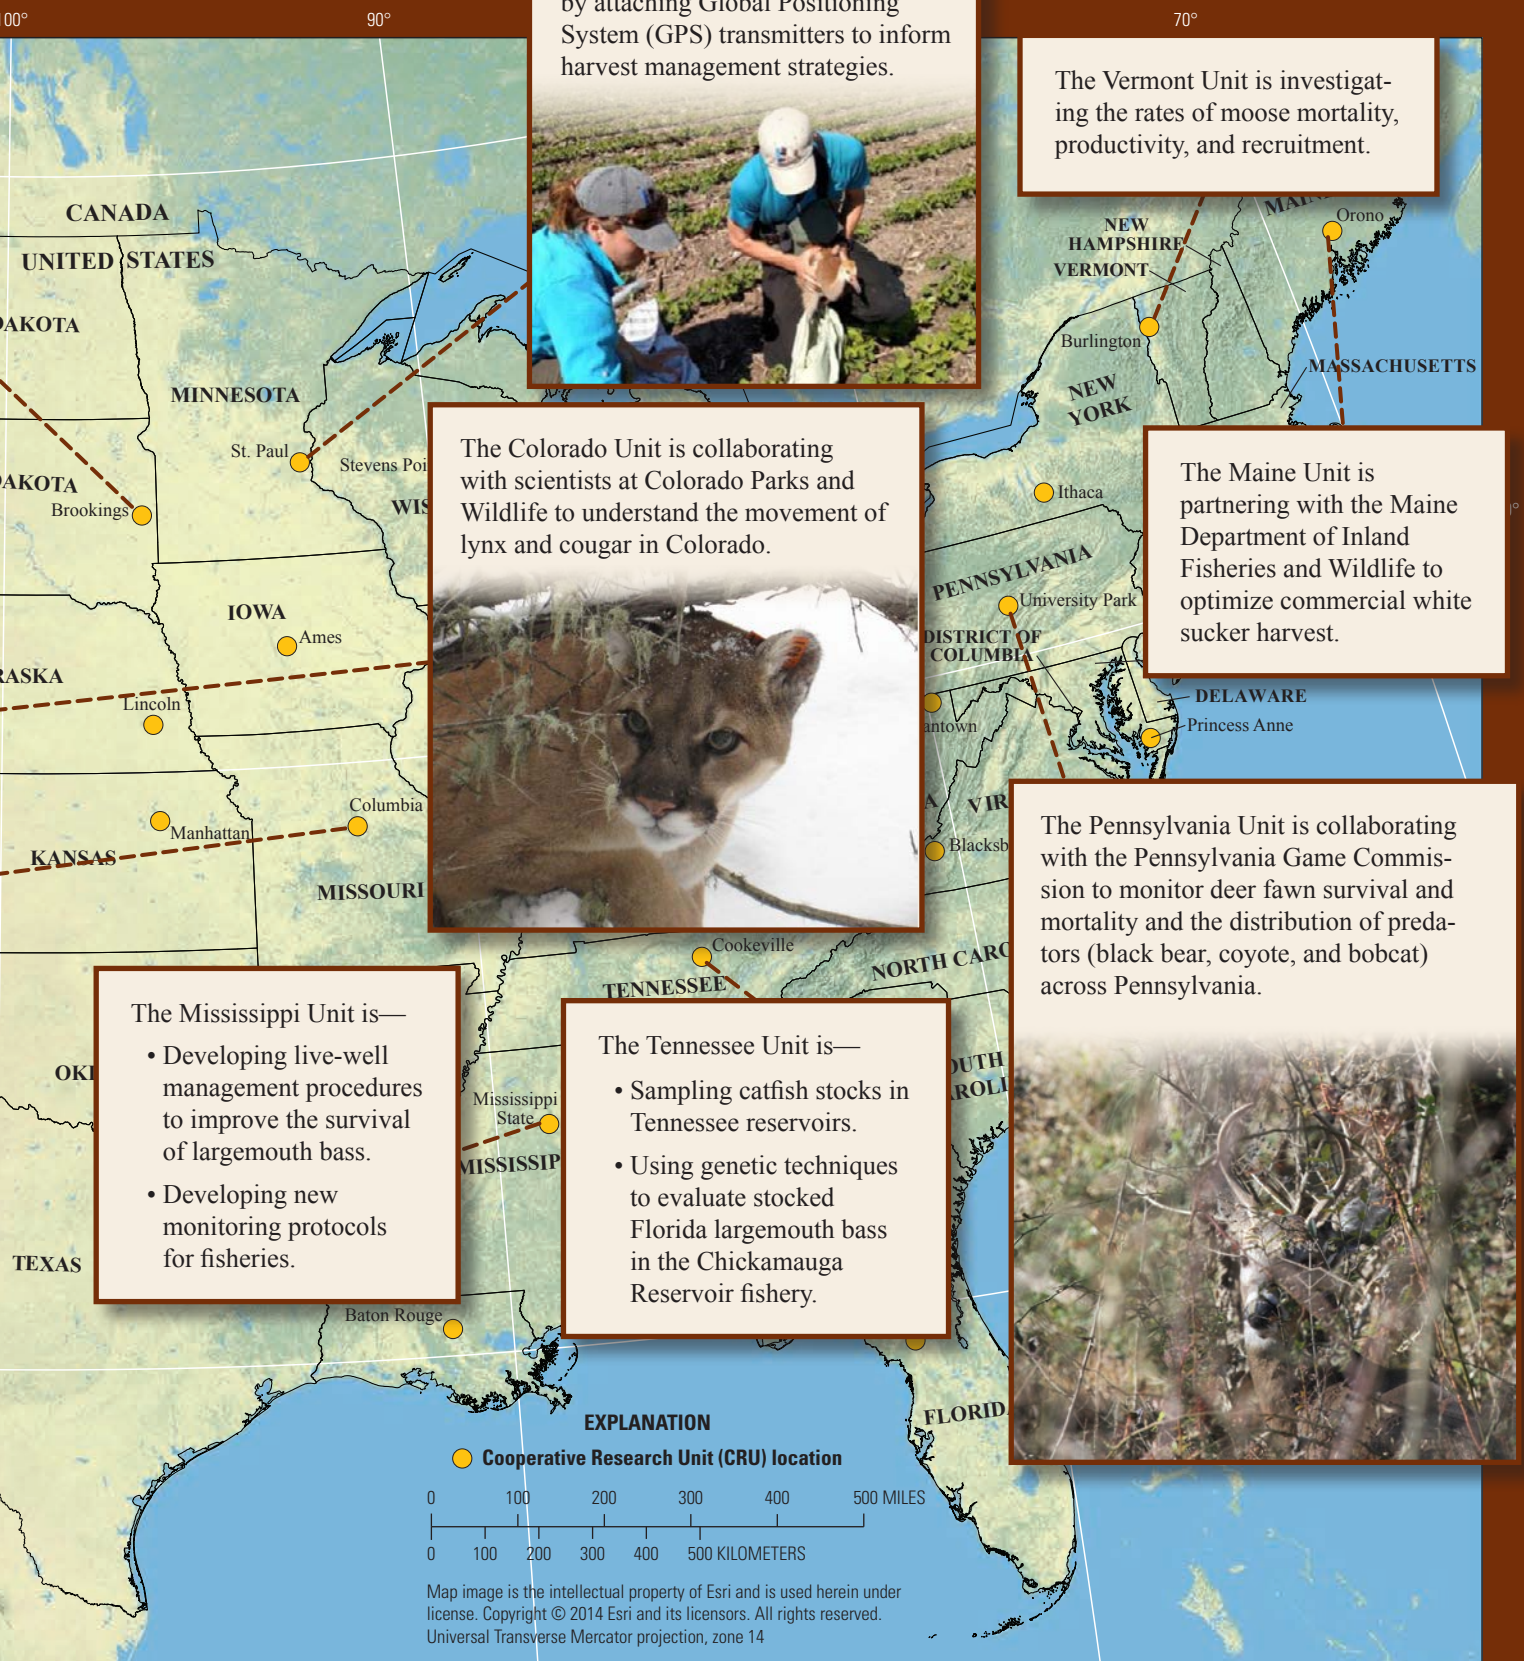 100°
90°
70°
by attaching Global Positioning
System (GPS) transmitters to inform
harvest management strategies.
The Vermont Unit is investigat-
ing the rates of moose mortality,
productivity, and recruitment.
CANADA
UNITED STATES
DAKOTA
MINNESOTA
St. Paul
Stevens Poi
DAKOTA
Brookings
WIS
IOWA
Ames
RASKA
Lincoln
Columbia
Manhattan
KANSAS
MISSOURI
MAINE
Orono
NEW
HAMPSHIRE
VERMONT
Burlington
MASSACHUSETTS
NEW
YORK
Ithaca
The Colorado Unit is collaborating
with scientists at Colorado Parks and
Wildlife to understand the movement of
lynx and cougar in Colorado.
The Maine Unit is
partnering with the Maine
Department of Inland
Fisheries and Wildlife to
optimize commercial white
sucker harvest.
PENNSYLVANIA
University Park
DISTRICT OF
COLUMBIA
DELAWARE
Princess Anne
antown
A
VIR
Blacksb
The Pennsylvania Unit is collaborating
with the Pennsylvania Game Commis-
sion to monitor deer fawn survival and
mortality and the distribution of preda-
tors (black bear, coyote, and bobcat)
across Pennsylvania.
Cookeville
TENNESSEE
NORTH CARO
OUTH
AROLI
The Mississippi Unit is—
• Developing live-well
management procedures
to improve the survival
of largemouth bass.
• Developing new
monitoring protocols
for fisheries.
The Tennessee Unit is—
• Sampling catfish stocks in
Tennessee reservoirs.
• Using genetic techniques
to evaluate stocked
Florida largemouth bass
in the Chickamauga
Reservoir fishery.
OKL
Mississippi
State
MISSISSIP
TEXAS
Baton Rouge
FLORIDA
EXPLANATION
Cooperative Research Unit (CRU) location
0 100 200 300 400 500 MILES
0 100 200 300 400 500 KILOMETERS
Map image is the intellectual property of Esri and is used herein under
license. Copyright © 2014 Esri and its licensors. All rights reserved.
Universal Transverse Mercator projection, zone 14